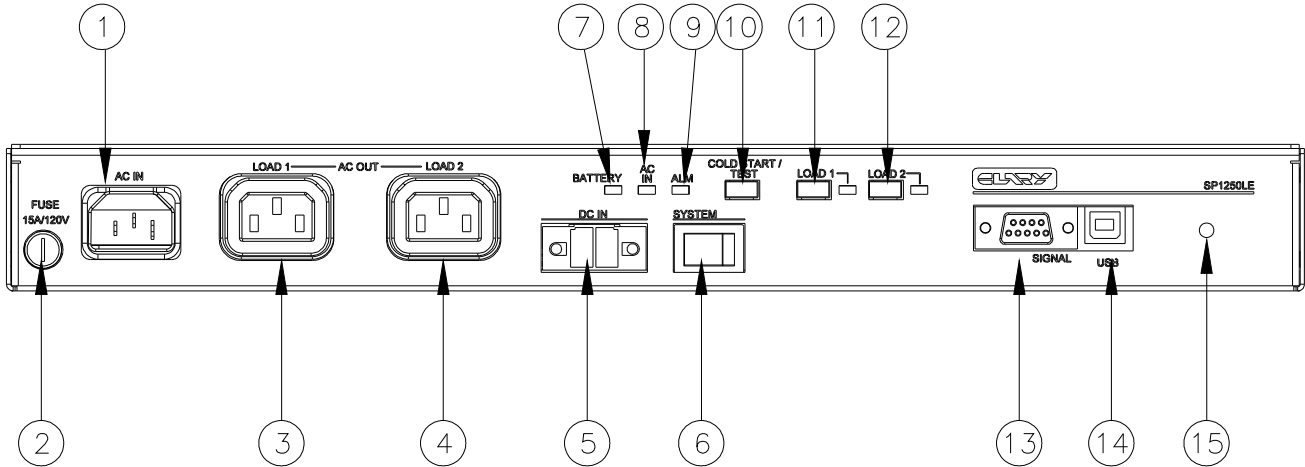 1
7
8
9
10
11
12
LOAD 1
AC OUT
LOAD 2
AC IN
FUSE
15A/120V
BATTERY
AC
IN
ALM
COLD START /
TEST
LOAD 1
LOAD 2
CLARY
SP1250LE
DC IN
SYSTEM
SIGNAL
USB
2
3
4
5
6
13
14
15